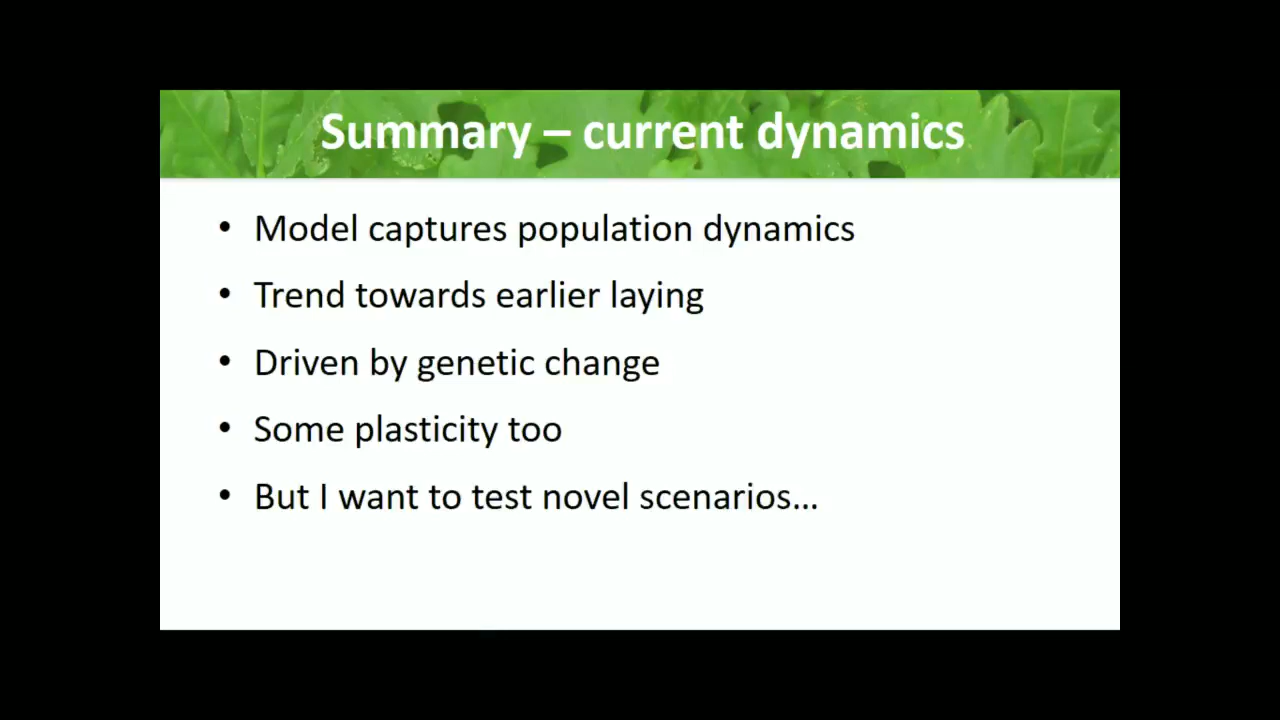 Summary – current dynamics
• Model captures population dynamics
• Trend towards earlier laying
• Driven by genetic change
• Some plasticity too
• But I want to test novel scenarios…